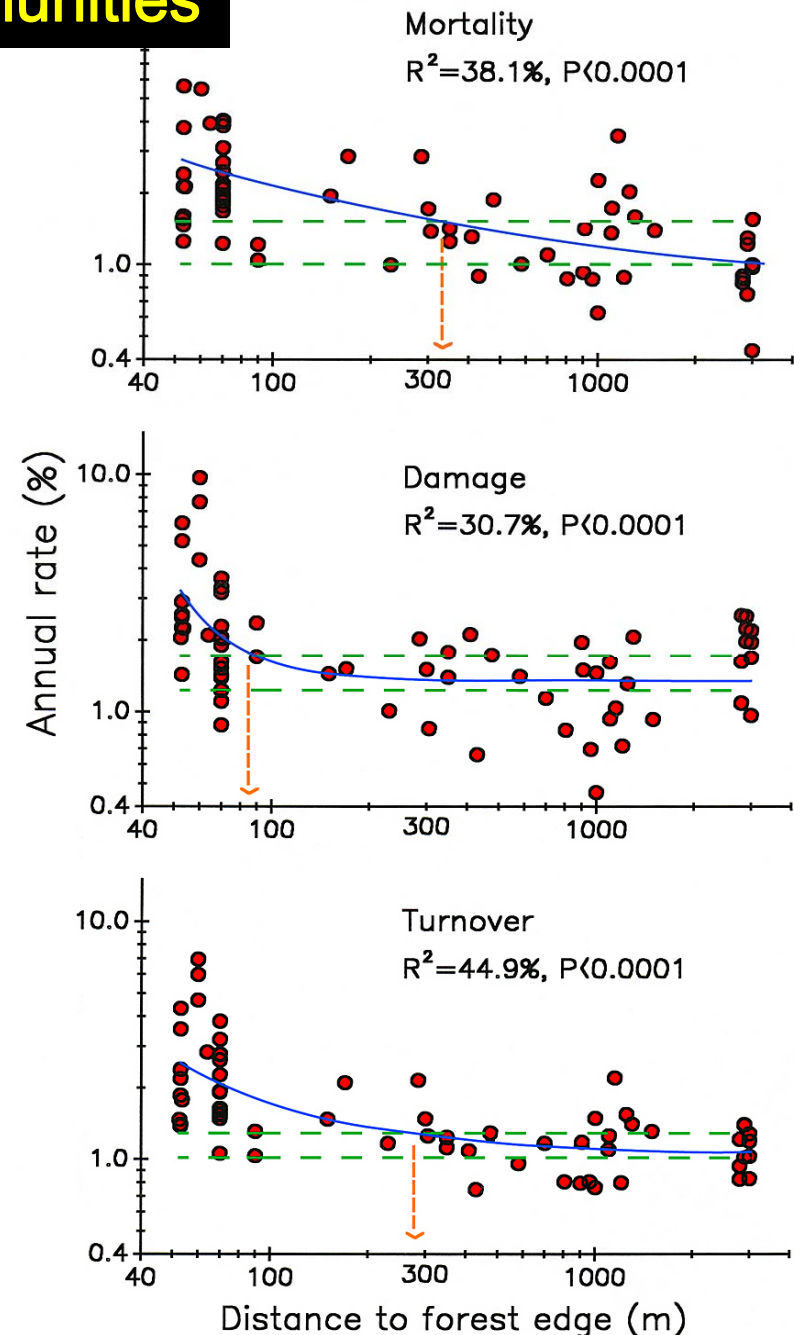 unities
Mortality
R²=38.1%, P<0.0001
1.0
0.4
40 100 300 1000
Annual rate (%)
10.0
Damage
R²=30.7%, P<0.0001
1.0
0.4
40 100 300 1000
10.0
Turnover
R²=44.9%, P<0.0001
1.0
0.4
40 100 300 1000
Distance to forest edge (m)